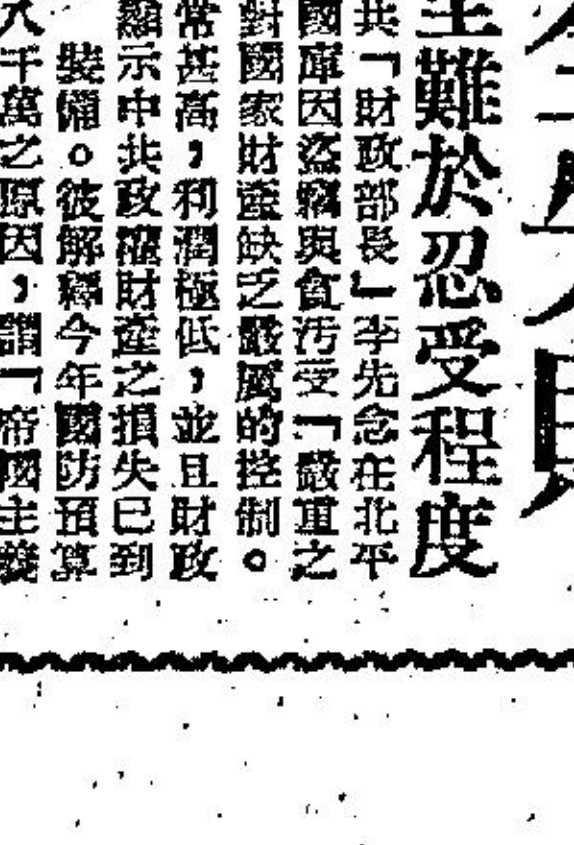 難於忍受程度
共「財政部長」李先念在北平
國庫因盜竊與貪汚受「嚴重之
對國家財產缺乏嚴厲的控制。
常甚高，利潤極低，並且財政
顯示中共政權財產之損失已到
裝備。彼解釋今年國防預算
八千萬之原因，謂「帝國主義